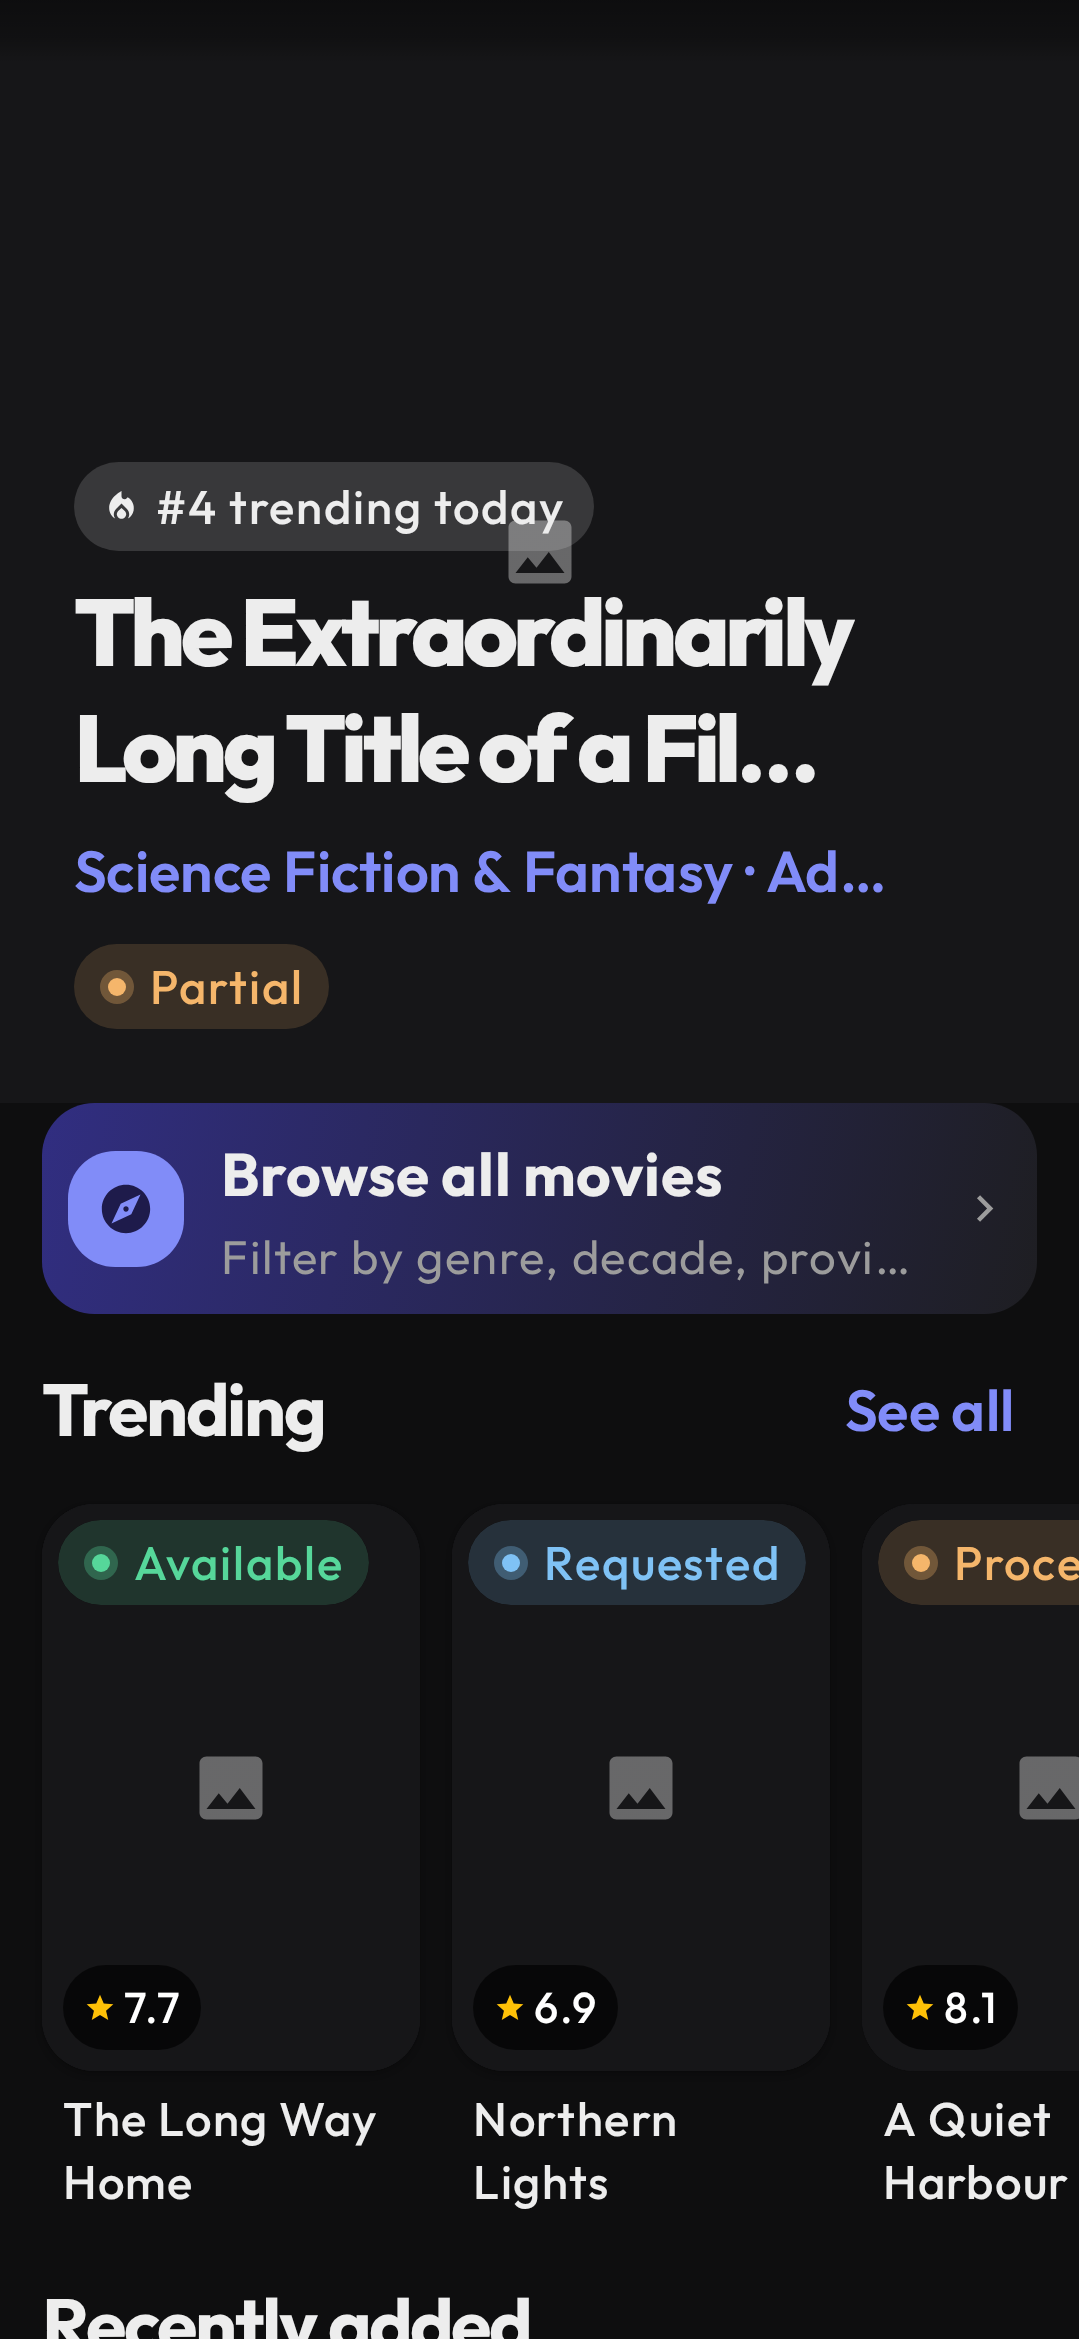 #4 trending today
The Extraordinarily
Long Title of a Fil...
Science Fiction & Fantasy · Ad...
Partial
Browse all movies
Filter by genre, decade, provi...
Trending
See all
Available
Requested
Proce
7.7
6.9
8.1
The Long Way
Home
Northern
Lights
A Quiet
Harbour
Recently added